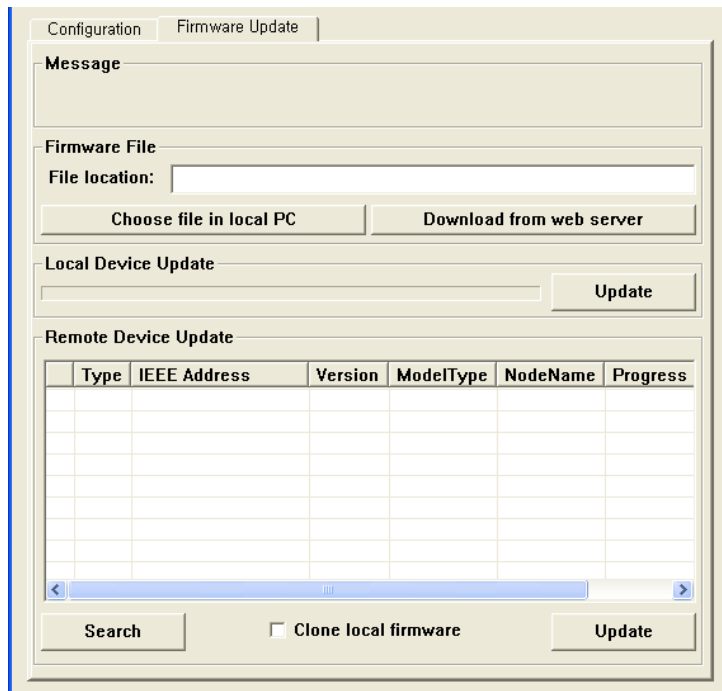 Configuration Firmware Update
Message
Firmware File
File location:
Choose file in local PC Download from web server
Local Device Update
Update
Remote Device Update
Type IEEE Address Version ModelType NodeName Progress
Search Clone local firmware Update